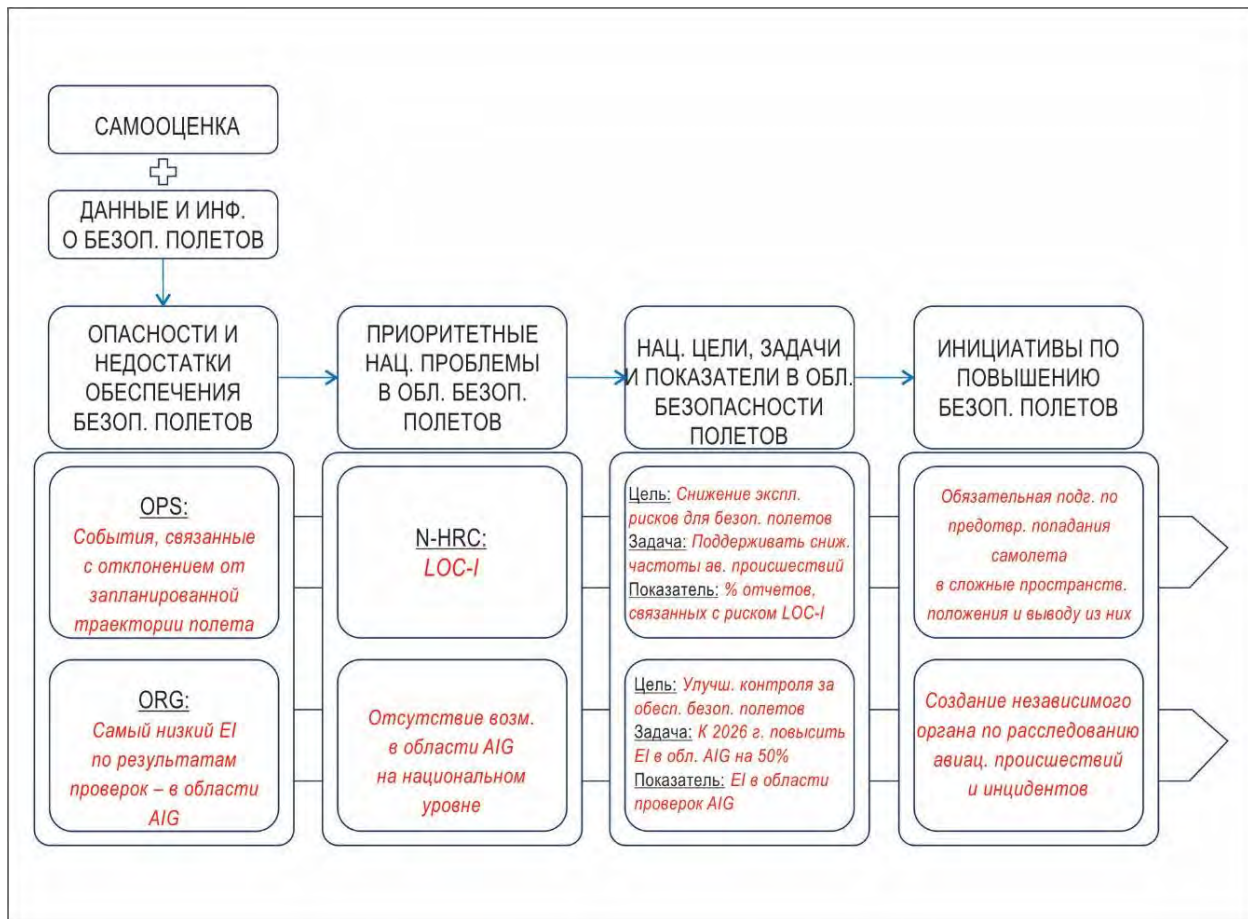 САМООЦЕНКА
ДАННЫЕ И ИНФ.
О БЕЗОП. ПОЛЕТОВ
ОПАСНОСТИ И
НЕДОСТАТКИ
ОБЕСПЕЧЕНИЯ
БЕЗОП. ПОЛЕТОВ
ПРИОРИТЕТНЫЕ
НАЦ. ПРОБЛЕМЫ
В ОБЛ. БЕЗОП.
ПОЛЕТОВ
НАЦ. ЦЕЛИ, ЗАДАЧИ
И ПОКАЗАТЕЛИ В ОБЛ.
БЕЗОПАСНОСТИ
ПОЛЕТОВ
ИНИЦИАТИВЫ ПО
ПОВЫШЕНИЮ
БЕЗОП. ПОЛЕТОВ
OPS:
События, связанные
с отклонением от
запланированной
траектории полета
N-HRC:
LOC-I
Цель: Снижение экспл.
рисков для безоп. полетов
Задача: Поддерживать сниж.
частоты ав. происшествий
Показатель: % отчетов,
связанных с риском LOC-I
Обязательная подг. по
предотвр. попадания
самолета
в сложные пространств.
положения и выводу из них
ORG:
Самый низкий EI
по результатам
проверок – в области
AIG
Отсутствие возм.
в области AIG
на национальном
уровне
Цель: Улучш. контроля за
обесп. безоп. полетов
Задача: К 2026 г. повысить
EI в обл. AIG на 50%
Показатель: EI в области
проверок AIG
Создание независимого
органа по расследованию
авиац. происшествий
и инцидентов